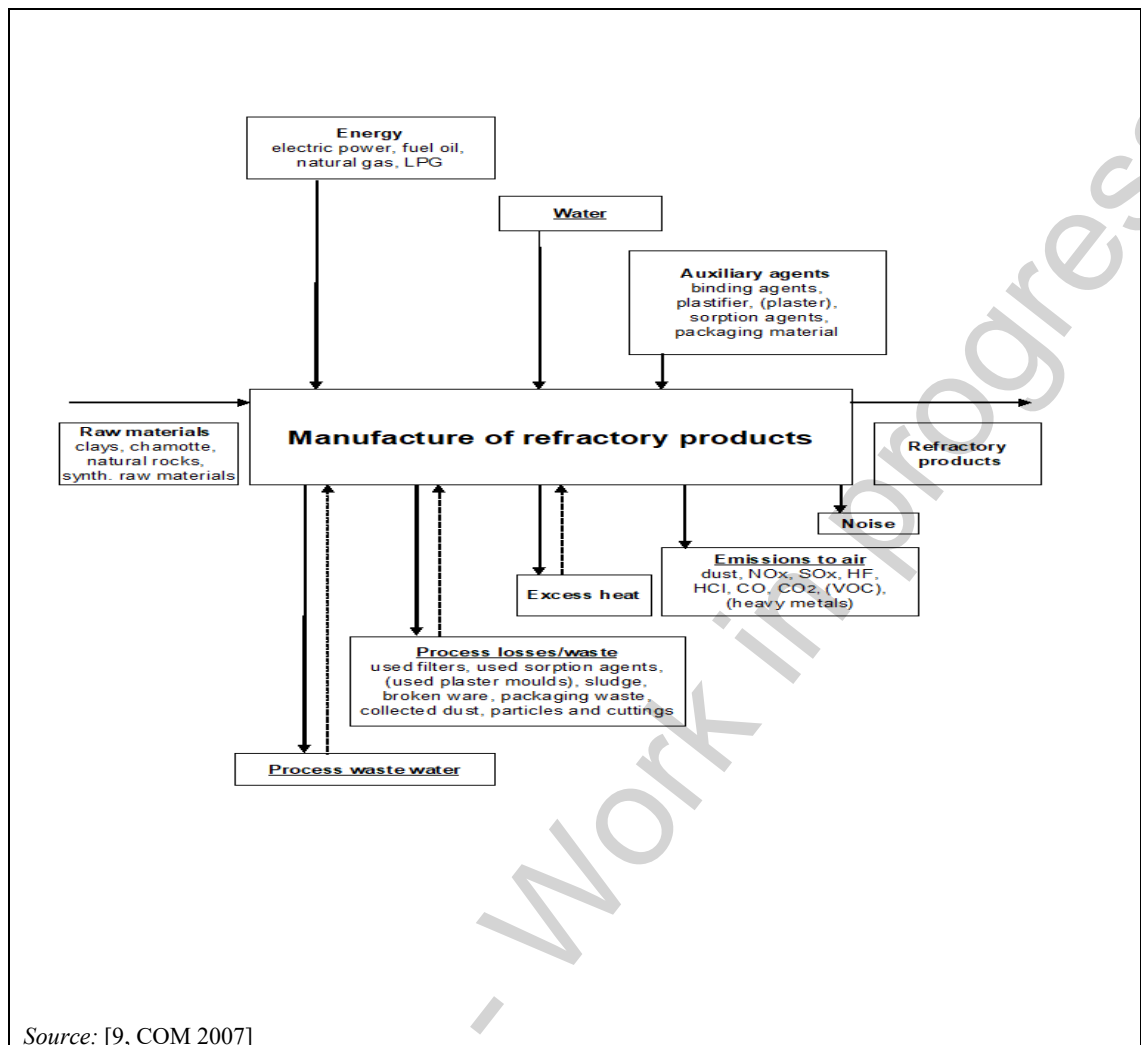 Energy
electric power, fuel oil,
natural gas, LPG
Water
Auxiliary agents
binding agents,
plastifier, (plaster),
sorption agents,
packaging material
Raw materials
clays, chamotte,
natural rocks,
synth. raw materials
Manufacture of refractory products
Refractory
products
Noise
Emissions to air
dust, NOx, SOx, HF,
HCl, CO, CO2, (VOC),
(heavy metals)
Excess heat
Process losses/waste
used filters, used sorption agents,
(used plaster moulds), sludge,
broken ware, packaging waste,
collected dust, particles and cuttings
Process waste water
- Work in progress
Source: [9, COM 2007]